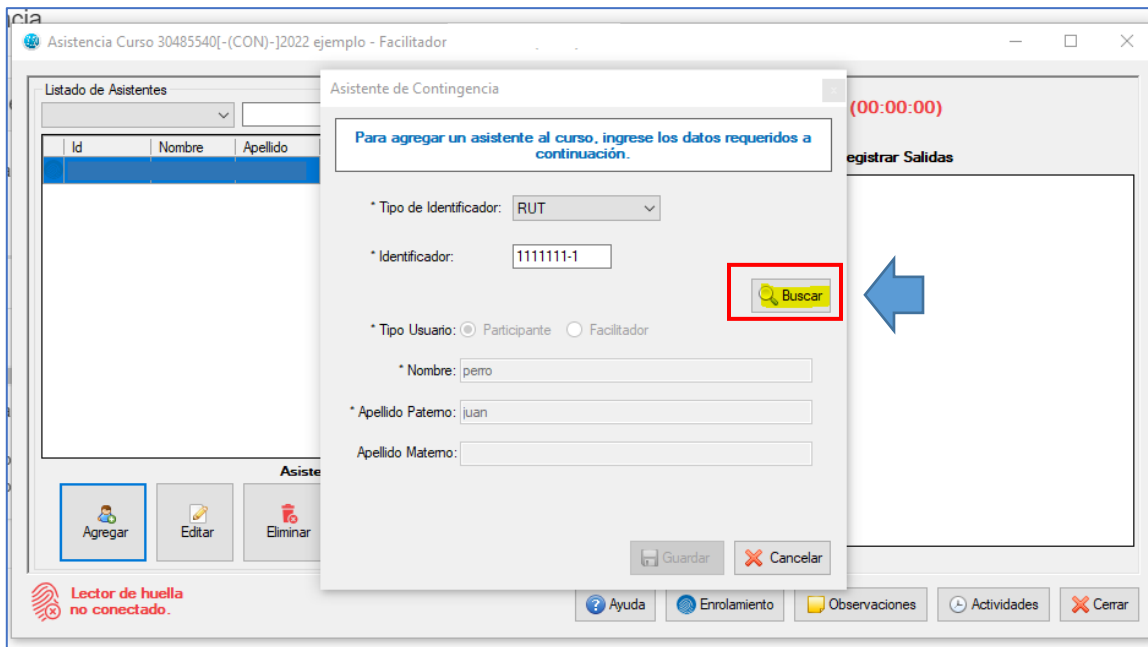 ncia
Asistencia Curso 30485540[-(CON)-]2022 ejemplo - Facilitador
Listado de Asistentes
Id Nombre Apellido
Asiste
Agregar Editar Eliminar
Lector de huella
no conectado.
Asistente de Contingencia
x
Para agregar un asistente al curso, ingrese los datos requeridos a
continuación.
* Tipo de Identificador: RUT
* Identificador: 1111111-1
Buscar
* Tipo Usuario: Participante Facilitador
* Nombre: perro
* Apellido Paterno: juan
Apellido Materno:
Guardar Cancelar
(00:00:00)
egistrar Salidas
Ayuda Enrolamiento Observaciones Actividades Cerrar